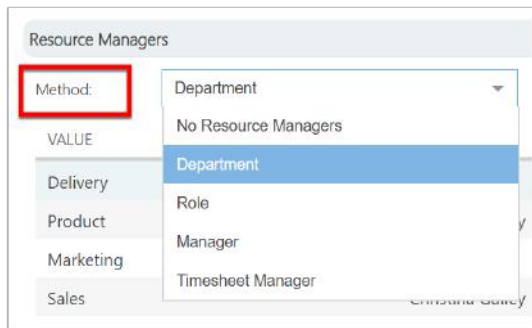 Resource Managers
Method:
Department
No Resource Managers
VALUE
Department
Delivery
Role
Product
Manager
Marketing
Timesheet Manager
Sales